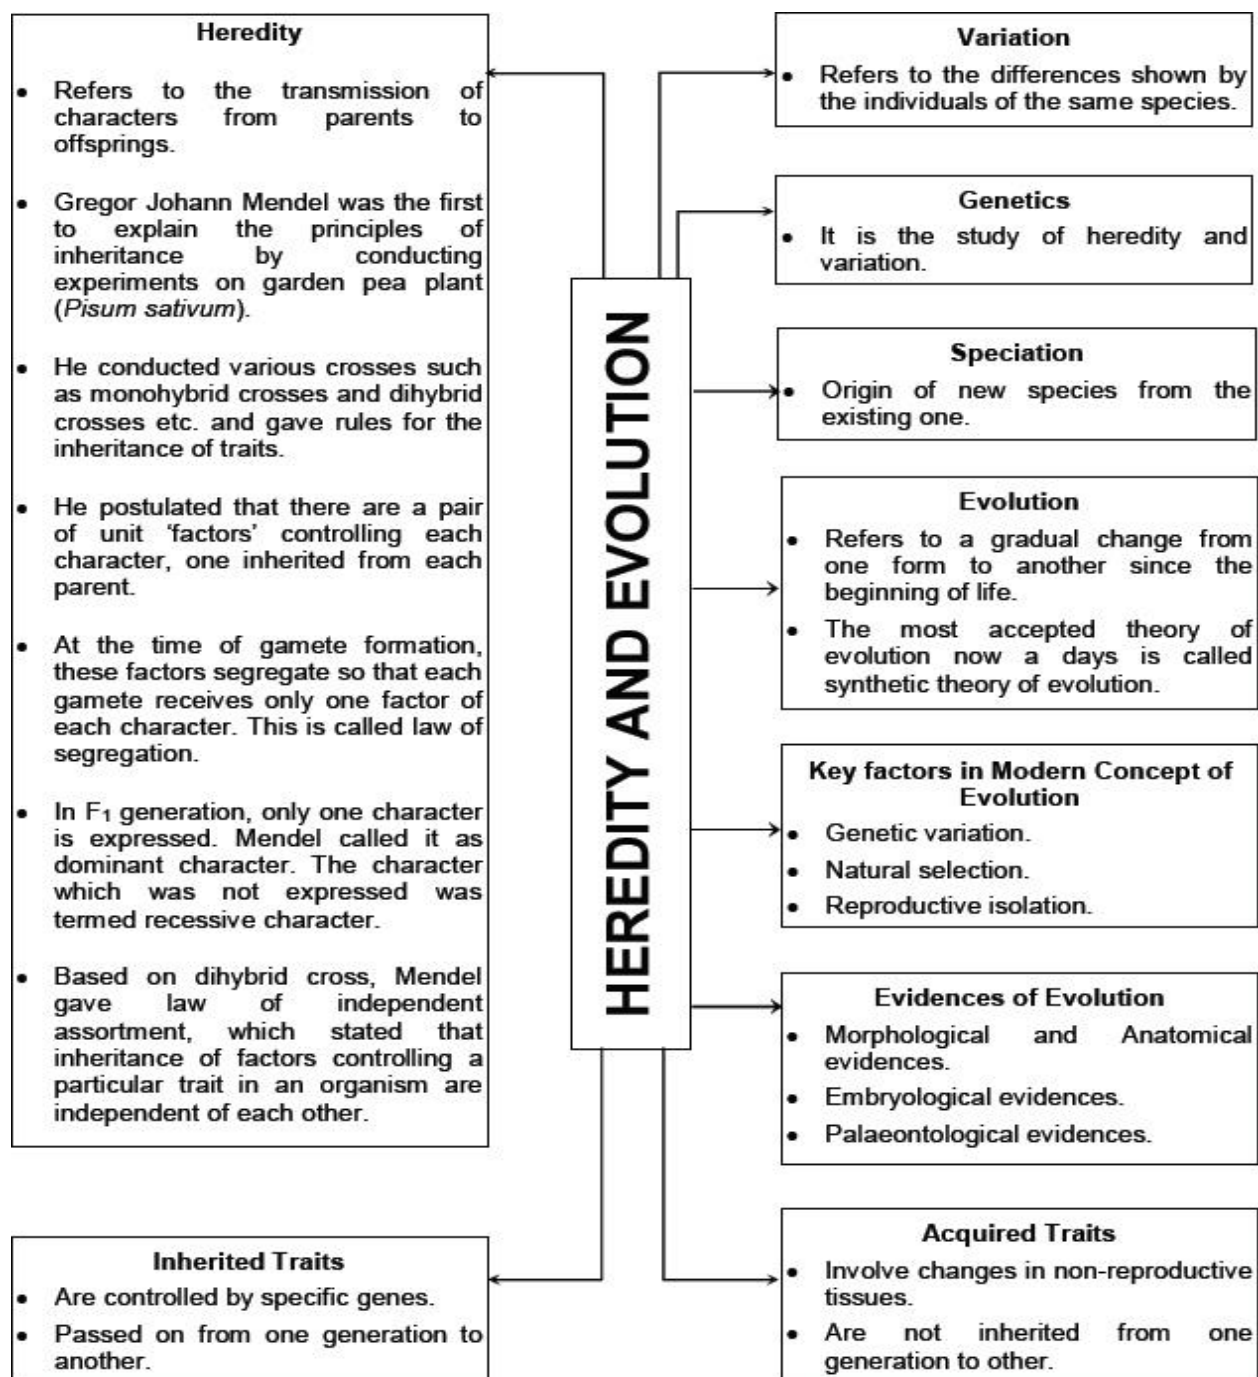 Heredity
• Refers to the transmission of
characters from parents to
offsprings.
• Gregor Johann Mendel was the first
to explain the principles of
inheritance by conducting
experiments on garden pea plant
(Pisum sativum).
• He conducted various crosses such
as monohybrid crosses and dihybrid
crosses etc. and gave rules for the
inheritance of traits.
• He postulated that there are a pair
of unit ‘factors’ controlling each
character, one inherited from each
parent.
• At the time of gamete formation,
these factors segregate so that each
gamete receives only one factor of
each character. This is called law of
segregation.
• In F₁ generation, only one character
is expressed. Mendel called it as
dominant character. The character
which was not expressed was
termed recessive character.
• Based on dihybrid cross, Mendel
gave law of independent
assortment, which stated that
inheritance of factors controlling a
particular trait in an organism are
independent of each other.
Inherited Traits
• Are controlled by specific genes.
• Passed on from one generation to
another.
HEREDITY AND EVOLUTION
Variation
• Refers to the differences shown by
the individuals of the same species.
Genetics
• It is the study of heredity and
variation.
Speciation
• Origin of new species from the
existing one.
Evolution
• Refers to a gradual change from
one form to another since the
beginning of life.
• The most accepted theory of
evolution now a days is called
synthetic theory of evolution.
Key factors in Modern Concept of
Evolution
• Genetic variation.
• Natural selection.
• Reproductive isolation.
Evidences of Evolution
• Morphological and Anatomical
evidences.
• Embryological evidences.
• Palaeontological evidences.
Acquired Traits
• Involve changes in non-reproductive
tissues.
• Are not inherited from one
generation to other.